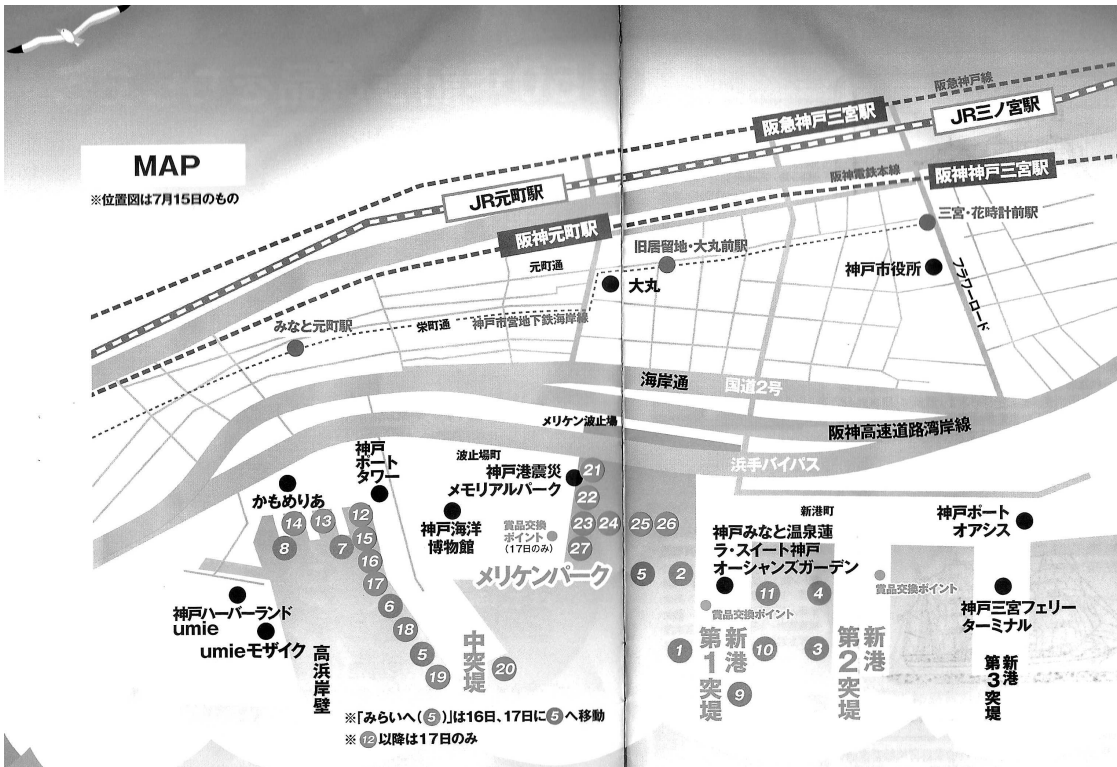 阪急神戸線
JR三ノ宮駅
阪急神戸三宮駅
MAP
※位置図は7月15日のもの
阪神電鉄本線
阪神神戸三宮駅
JR元町駅
阪神元町駅
三宮・花時計前駅
旧居留地・大丸前駅
元町通
神戸市役所
大丸
フラワーロード
みなと元町駅
栄町通
神戸市営地下鉄海岸線
海岸通
国道2号
メリケン波止場
阪神高速道路湾岸線
浜手バイパス
神戸
ポート
タワー
波止場町
神戸港震災
メモリアルパーク
21
かもめりあ
22
新港町
神戸ポート
オアシス
14
13
12
神戸海洋
博物館
賞品交換
ポイント
(17日のみ)
23
24
25
26
神戸みなと温泉蓮
ラ・スイート神戸
オーシャンズガーデン
8
7
15
27
16
メリケンパーク
5
2
17
11
4
賞品交換ポイント
賞品交換ポイント
神戸三宮フェリー
ターミナル
神戸ハーバーランド
umie
umieモザイク
6
18
5
19
中突堤
20
高浜岸壁
1
新港
第1突堤
10
9
3
新港
第2突堤
新港
第3突堤
※「みらいへ(5)」は16日、17日に5へ移動
※12以降は17日のみ